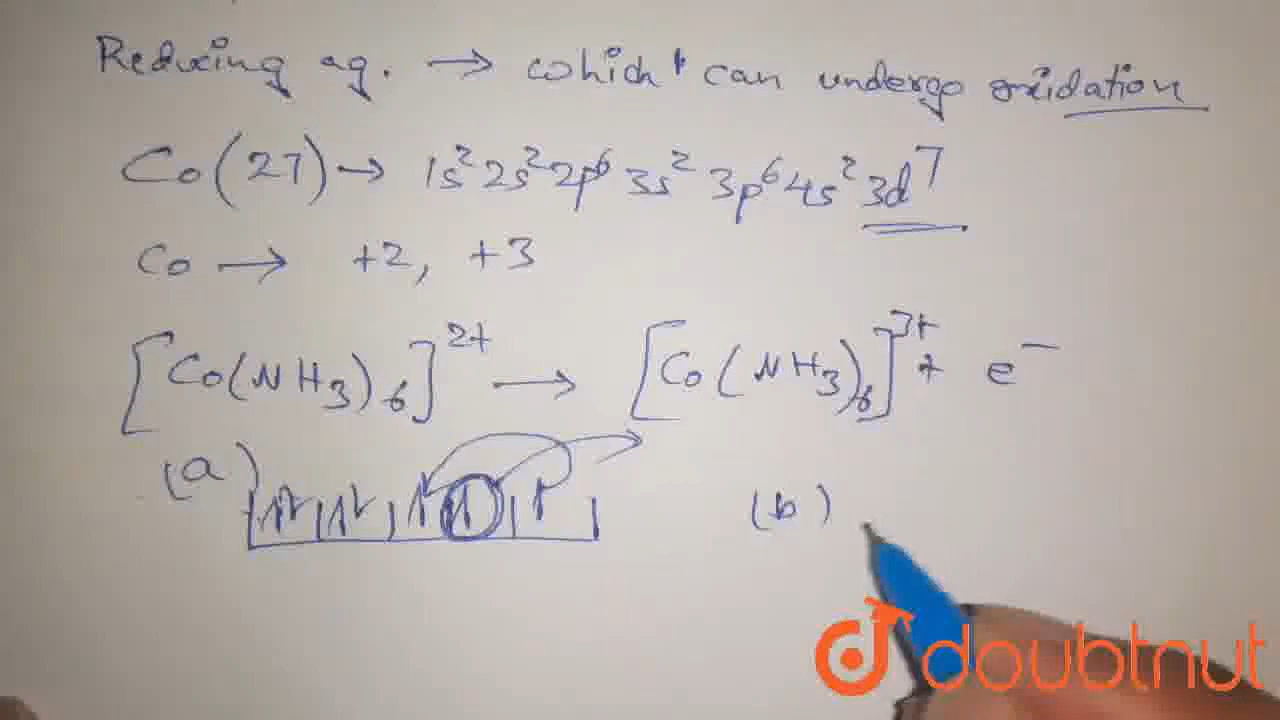 Reducing ag. → which can undergo oxidation
Co(27) → 1s² 2s² 2p⁶ 3s² 3p⁶ 4s² 3d⁷
Co → +2, +3
[Co(NH₃)₆]²⁺ → [Co(NH₃)₆]³⁺ + e⁻
(a) (b)
doubtnut